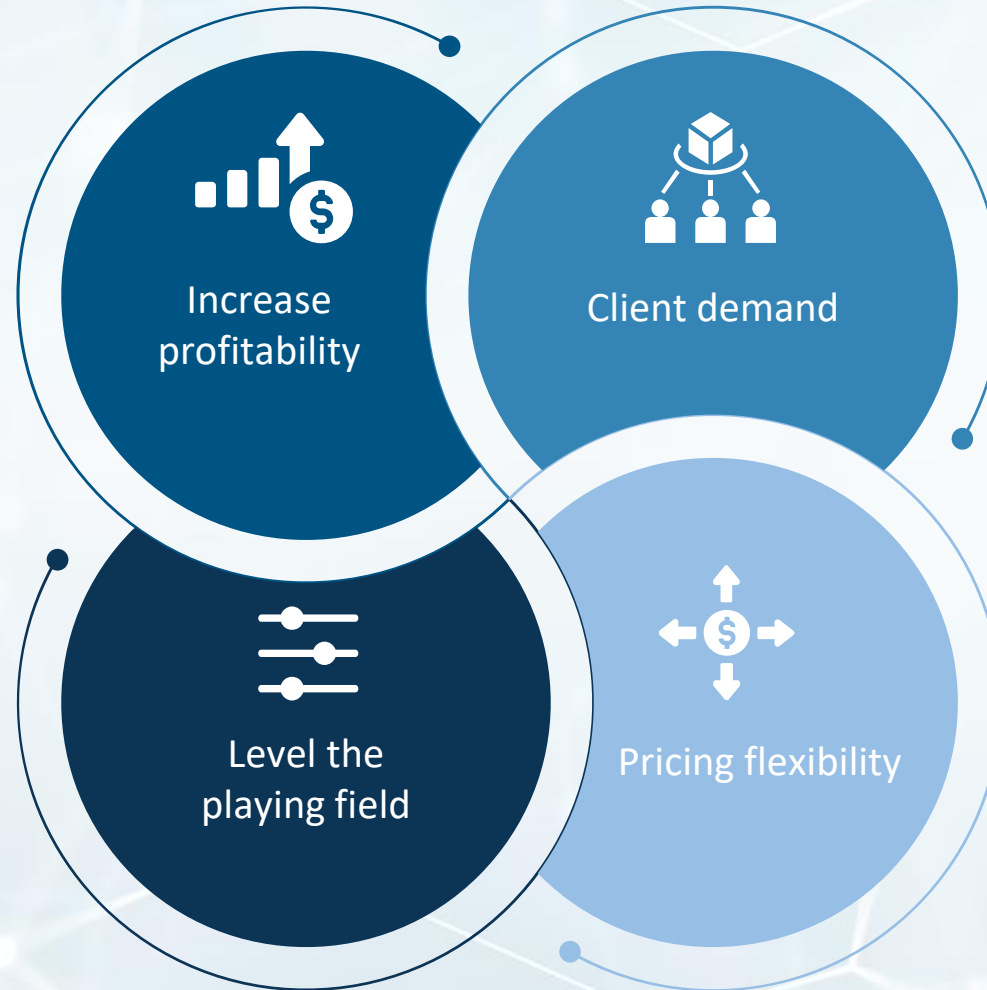 Increase
profitability
Client demand
Level the
playing field
Pricing flexibility